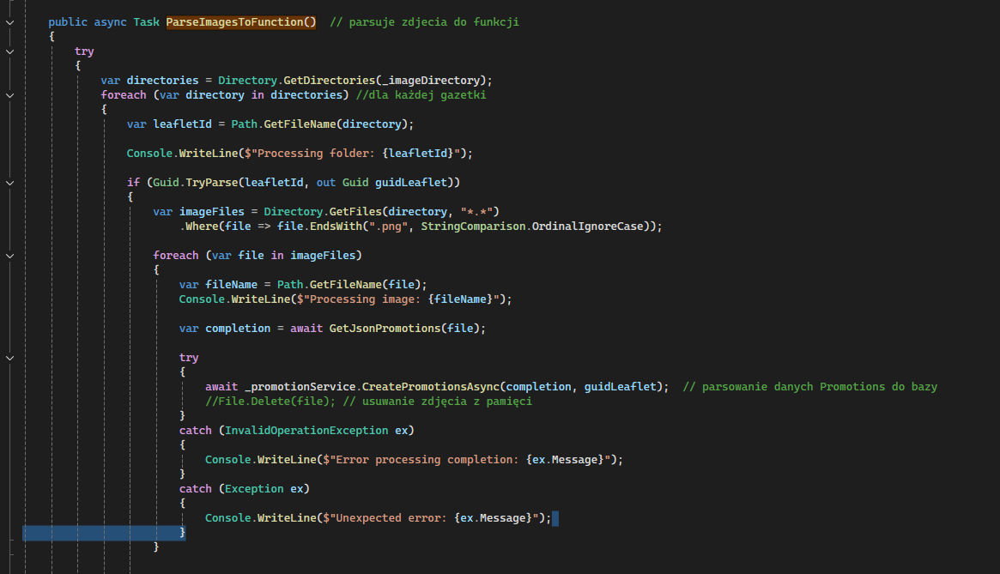 public async Task ParseImagesToFunction()  // parsuje zdjecia do funkcji
{
try
{
var directories = Directory.GetDirectories(_imageDirectory);
foreach (var directory in directories) //dla każdej gazetki
{
var leafletId = Path.GetFileName(directory);
Console.WriteLine($"Processing folder: {leafletId}");
if (Guid.TryParse(leafletId, out Guid guidLeaflet))
{
var imageFiles = Directory.GetFiles(directory, "*.*")
.Where(file => file.EndsWith(".png", StringComparison.OrdinalIgnoreCase));
foreach (var file in imageFiles)
{
var fileName = Path.GetFileName(file);
Console.WriteLine($"Processing image: {fileName}");
var completion = await GetJsonPromotions(file);
try
{
await _promotionService.CreatePromotionsAsync(completion, guidLeaflet);  // parsowanie danych Promotions do bazy
//File.Delete(file); // usuwanie zdjęcia z pamięci
}
catch (InvalidOperationException ex)
{
Console.WriteLine($"Error processing completion: {ex.Message}");
}
catch (Exception ex)
{
Console.WriteLine($"Unexpected error: {ex.Message}");
}
}